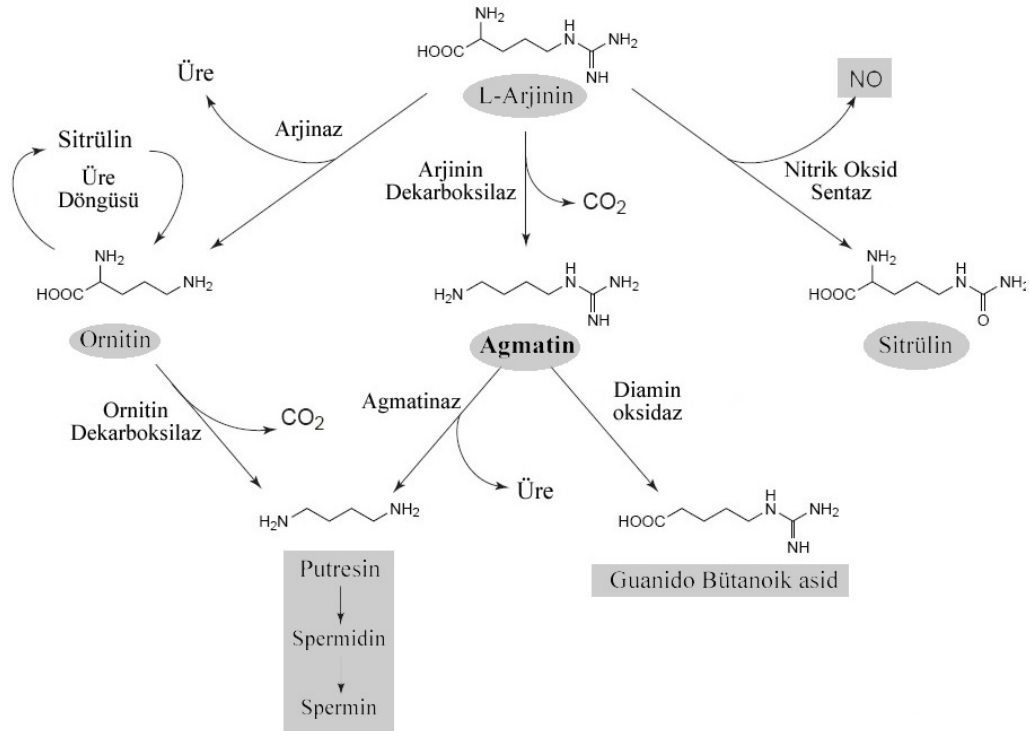 NH₂
HOOC
H
N
NH₂
NH
L-Arjinin
Üre
NO
Arjinaz
Sitrülin
Üre
Döngüsü
Arjinin
Dekarboksilaz
CO₂
Nitrik Oksid
Sentaz
NH₂
HOOC
NH₂
Ornitin
H₂N
H
N
NH₂
NH
Agmatin
NH₂
HOOC
H
N
NH₂
O
Sitrülin
Ornitin
Dekarboksilaz
CO₂
Agmatinaz
Üre
Diamin
oksidaz
H₂N
NH₂
HOOC
H
N
NH₂
NH
Putresin
Spermidin
Spermin
Guanido Bütanoik asid